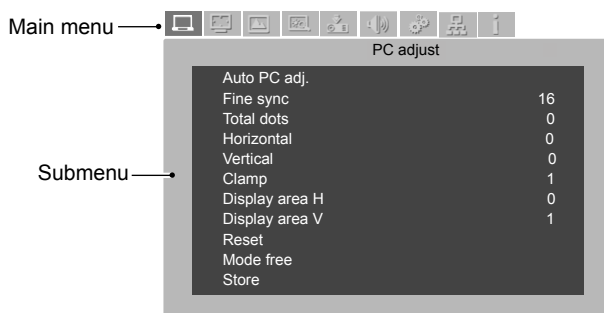 Main menu
PC adjust
Auto PC adj.
Fine sync 16
Total dots 0
Horizontal 0
Vertical 0
Submenu
Clamp 1
Display area H 0
Display area V 1
Reset
Mode free
Store